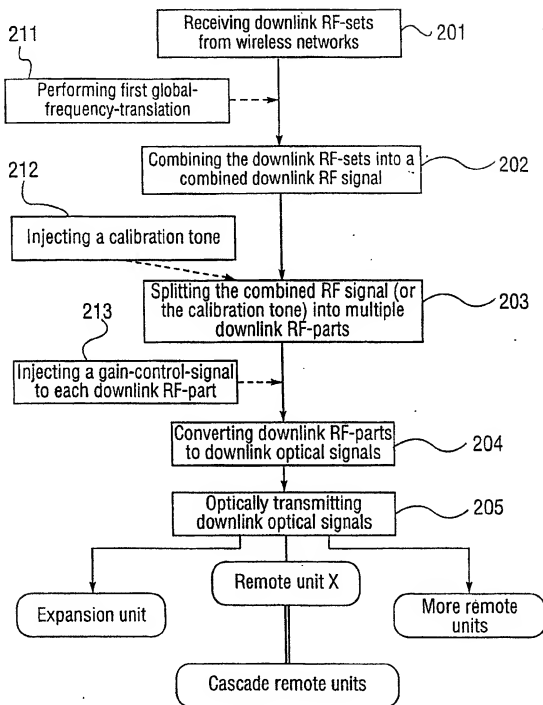 Receiving downlink RF-sets
from wireless networks
201
211
Performing first global-
frequency-translation
Combining the downlink RF-sets into a
combined downlink RF signal
202
212
Injecting a calibration tone
Splitting the combined RF signal (or
the calibration tone) into multiple
downlink RF-parts
203
213
Injecting a gain-control-signal
to each downlink RF-part
Converting downlink RF-parts
to downlink optical signals
204
Optically transmitting
downlink optical signals
205
Expansion unit
Remote unit X
More remote
units
Cascade remote units